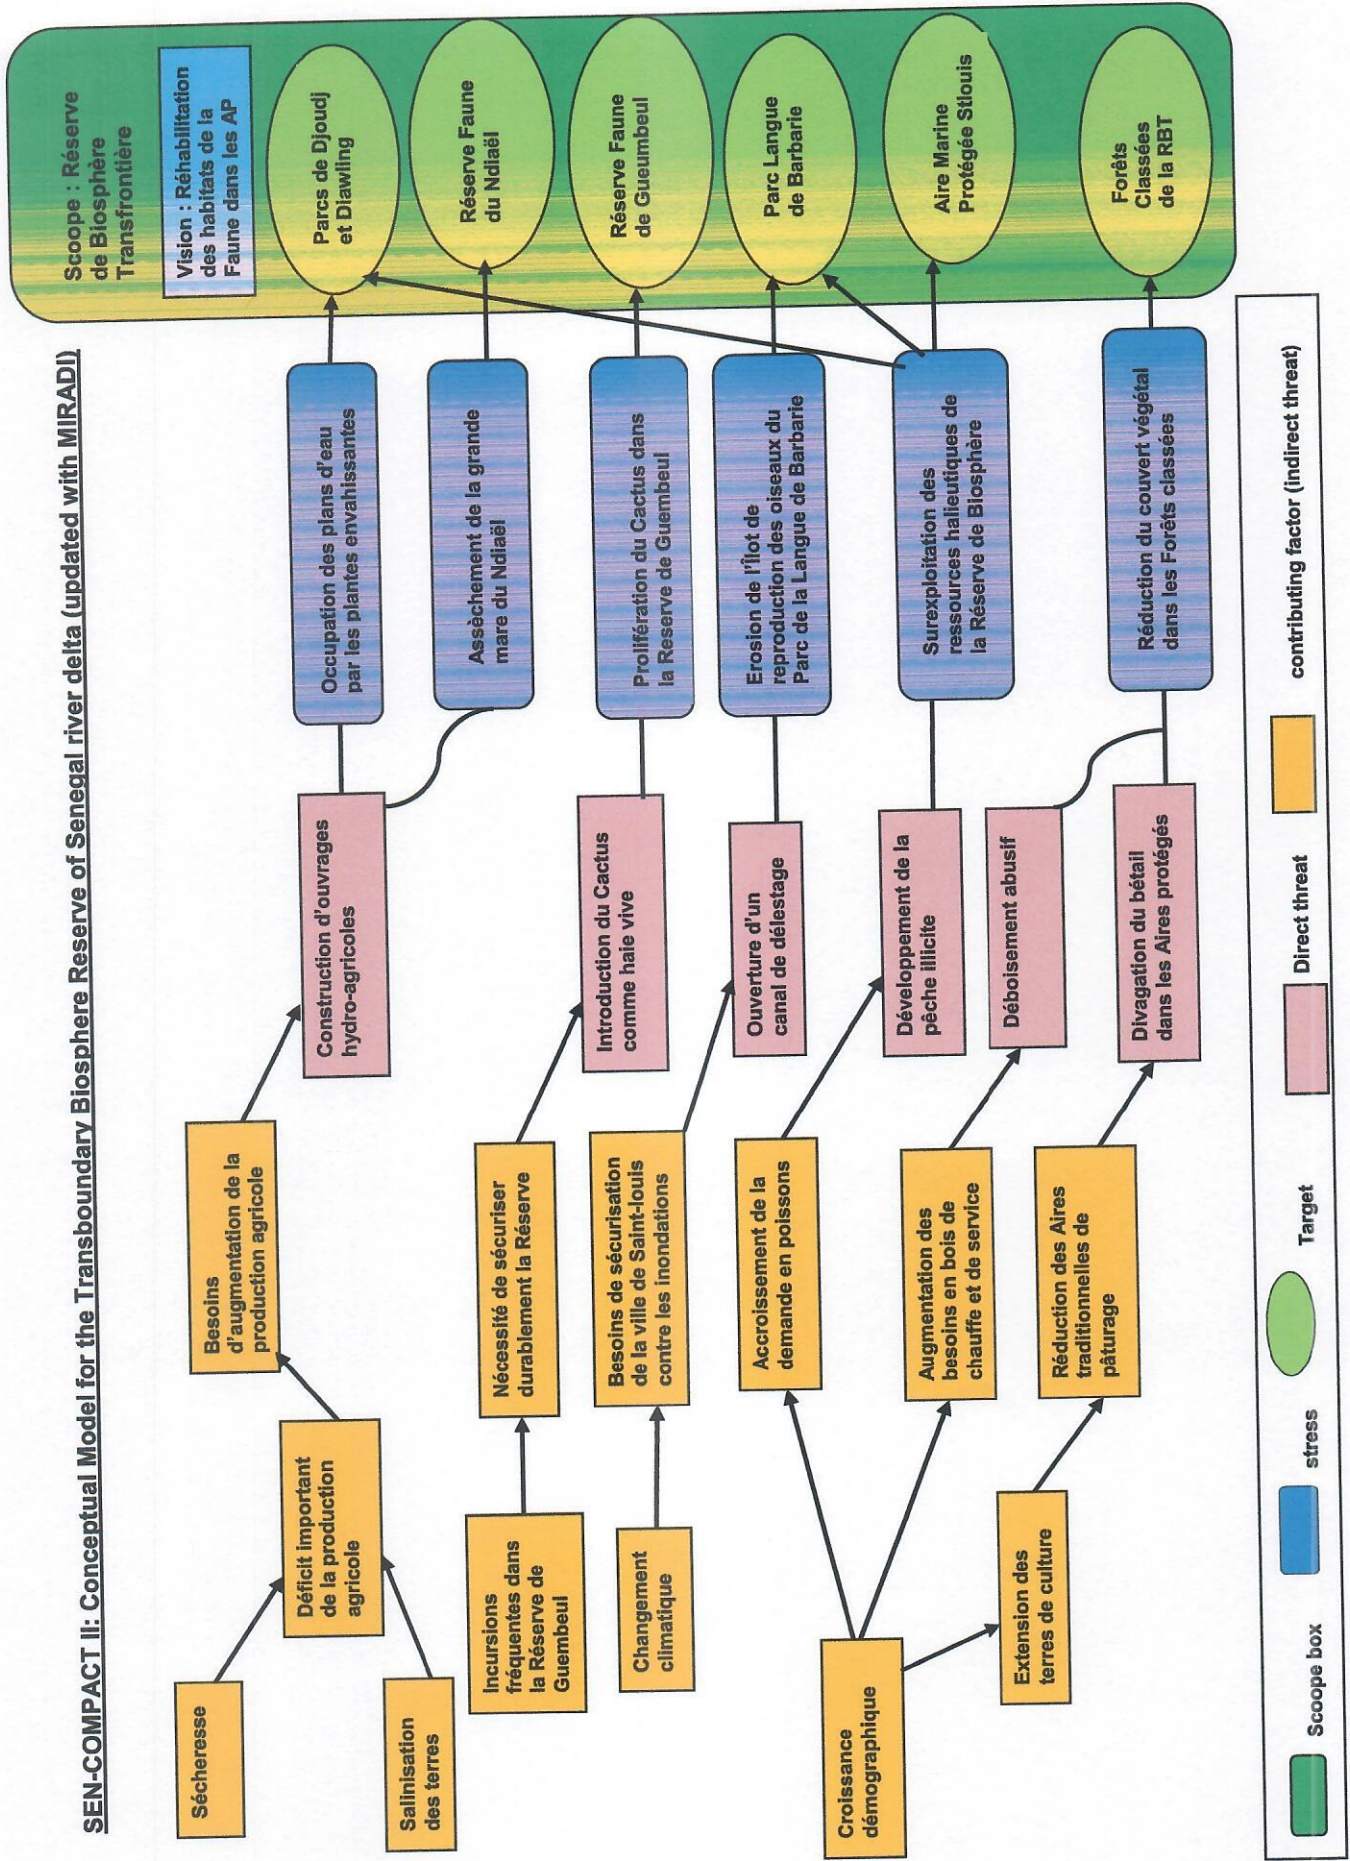 SEN-COMPACT II: Conceptual Model for the Transboundary Biosphere Reserve of Senegal river delta (updated with MIRADI)
Scoope : Réserve
de Biosphère
Transfrontière
Vision : Réhabilitation
des habitats de la
Faune dans les AP
Sécheresse
Salinisation
des terres
Déficit important
de la production
agricole
Besoins
d'augmentation de la
production agricole
Construction d'ouvrages
hydro-agricoles
Occupation des plans d'eau
par les plantes envahissantes
Parcs de Djoudj
et Diawling
Assèchement de la grande
mare du Ndiaël
Réserve Faune
du Ndiaël
Incursions
fréquentes dans
la Réserve de
Guembeul
Nécessité de sécuriser
durablement la Réserve
Introduction du Cactus
comme haie vive
Prolifération du Cactus dans
la Reserve de Guembeul
Réserve Faune
de Gueumbeul
Changement
climatique
Besoins de sécurisation
de la ville de Saint-louis
contre les inondations
Ouverture d'un
canal de délestage
Erosion de l'îlot de
reproduction des oiseaux du
Parc de la Langue de Barbarie
Parc Langue
de Barbarie
Croissance
démographique
Accroissement de la
demande en poissons
Développement de la
pêche illicite
Surexploitation des
ressources halieutiques de
la Réserve de Biosphère
Aire Marine
Protégée Stlouis
Augmentation des
besoins en bois de
chauffe et de service
Déboisement abusif
Extension des
terres de culture
Réduction des Aires
traditionnelles de
pâturage
Divagation du bétail
dans les Aires protégés
Réduction du couvert végétal
dans les Forêts classées
Forêts
Classées
de la RBT
Scoope box
stress
Target
Direct threat
contributing factor (indirect threat)